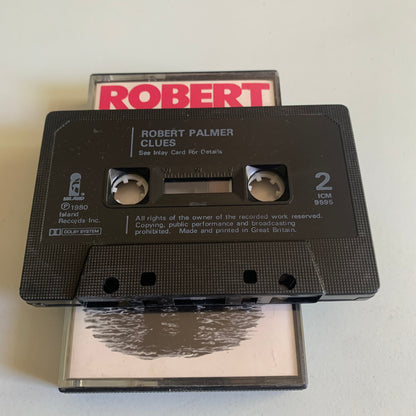 ROBERT
ROBERT PALMER
CLUES
See Inlay Card For Details
ISLAND
℗ 1980
Island
Records Inc.
DOLBY SYSTEM
2
ICM
9595
All rights of the owner of the recorded work reserved.
Copying, public performance and broadcasting
prohibited. Made and printed in Great Britain.